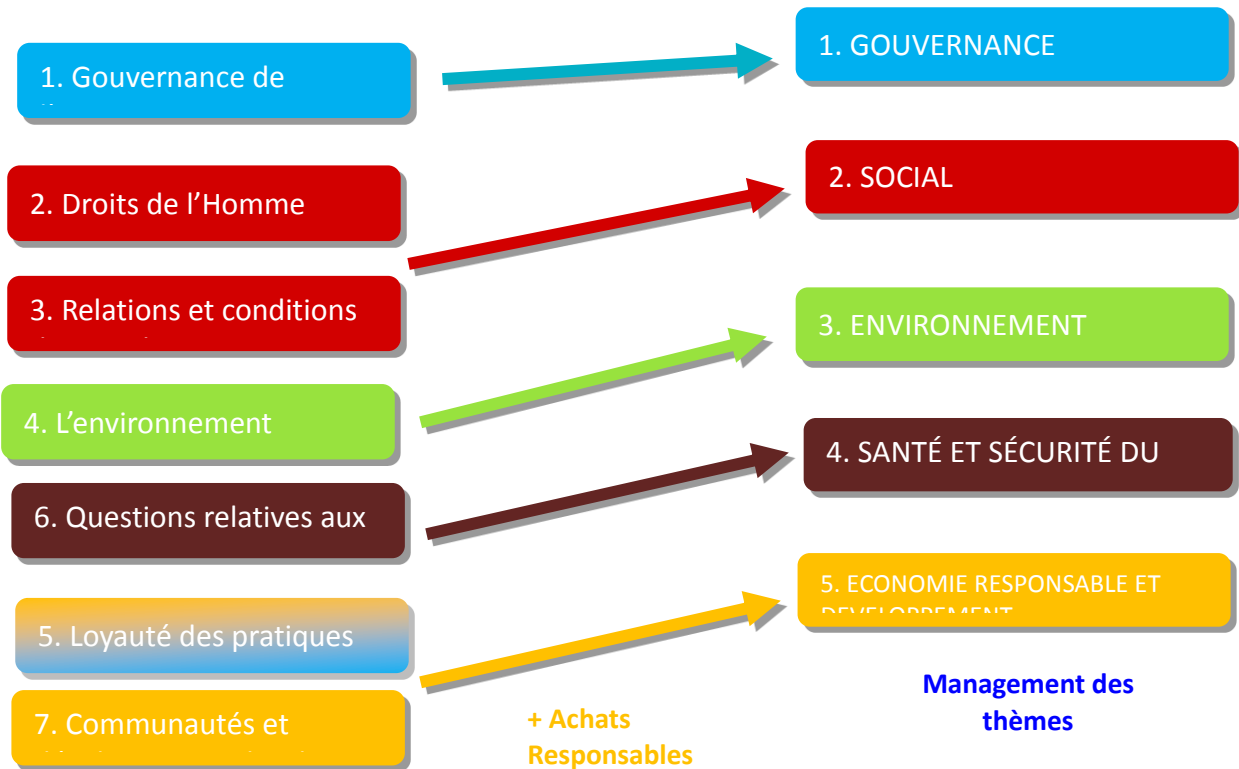 1. Gouvernance de
2. Droits de l’Homme
3. Relations et conditions
4. L’environnement
6. Questions relatives aux
5. Loyauté des pratiques
7. Communautés et
+ Achats
Responsables
1. GOUVERNANCE
2. SOCIAL
3. ENVIRONNEMENT
4. SANTÉ ET SÉCURITÉ DU
5. ECONOMIE RESPONSABLE ET
DEVELOPPEMENT
Management des
thèmes